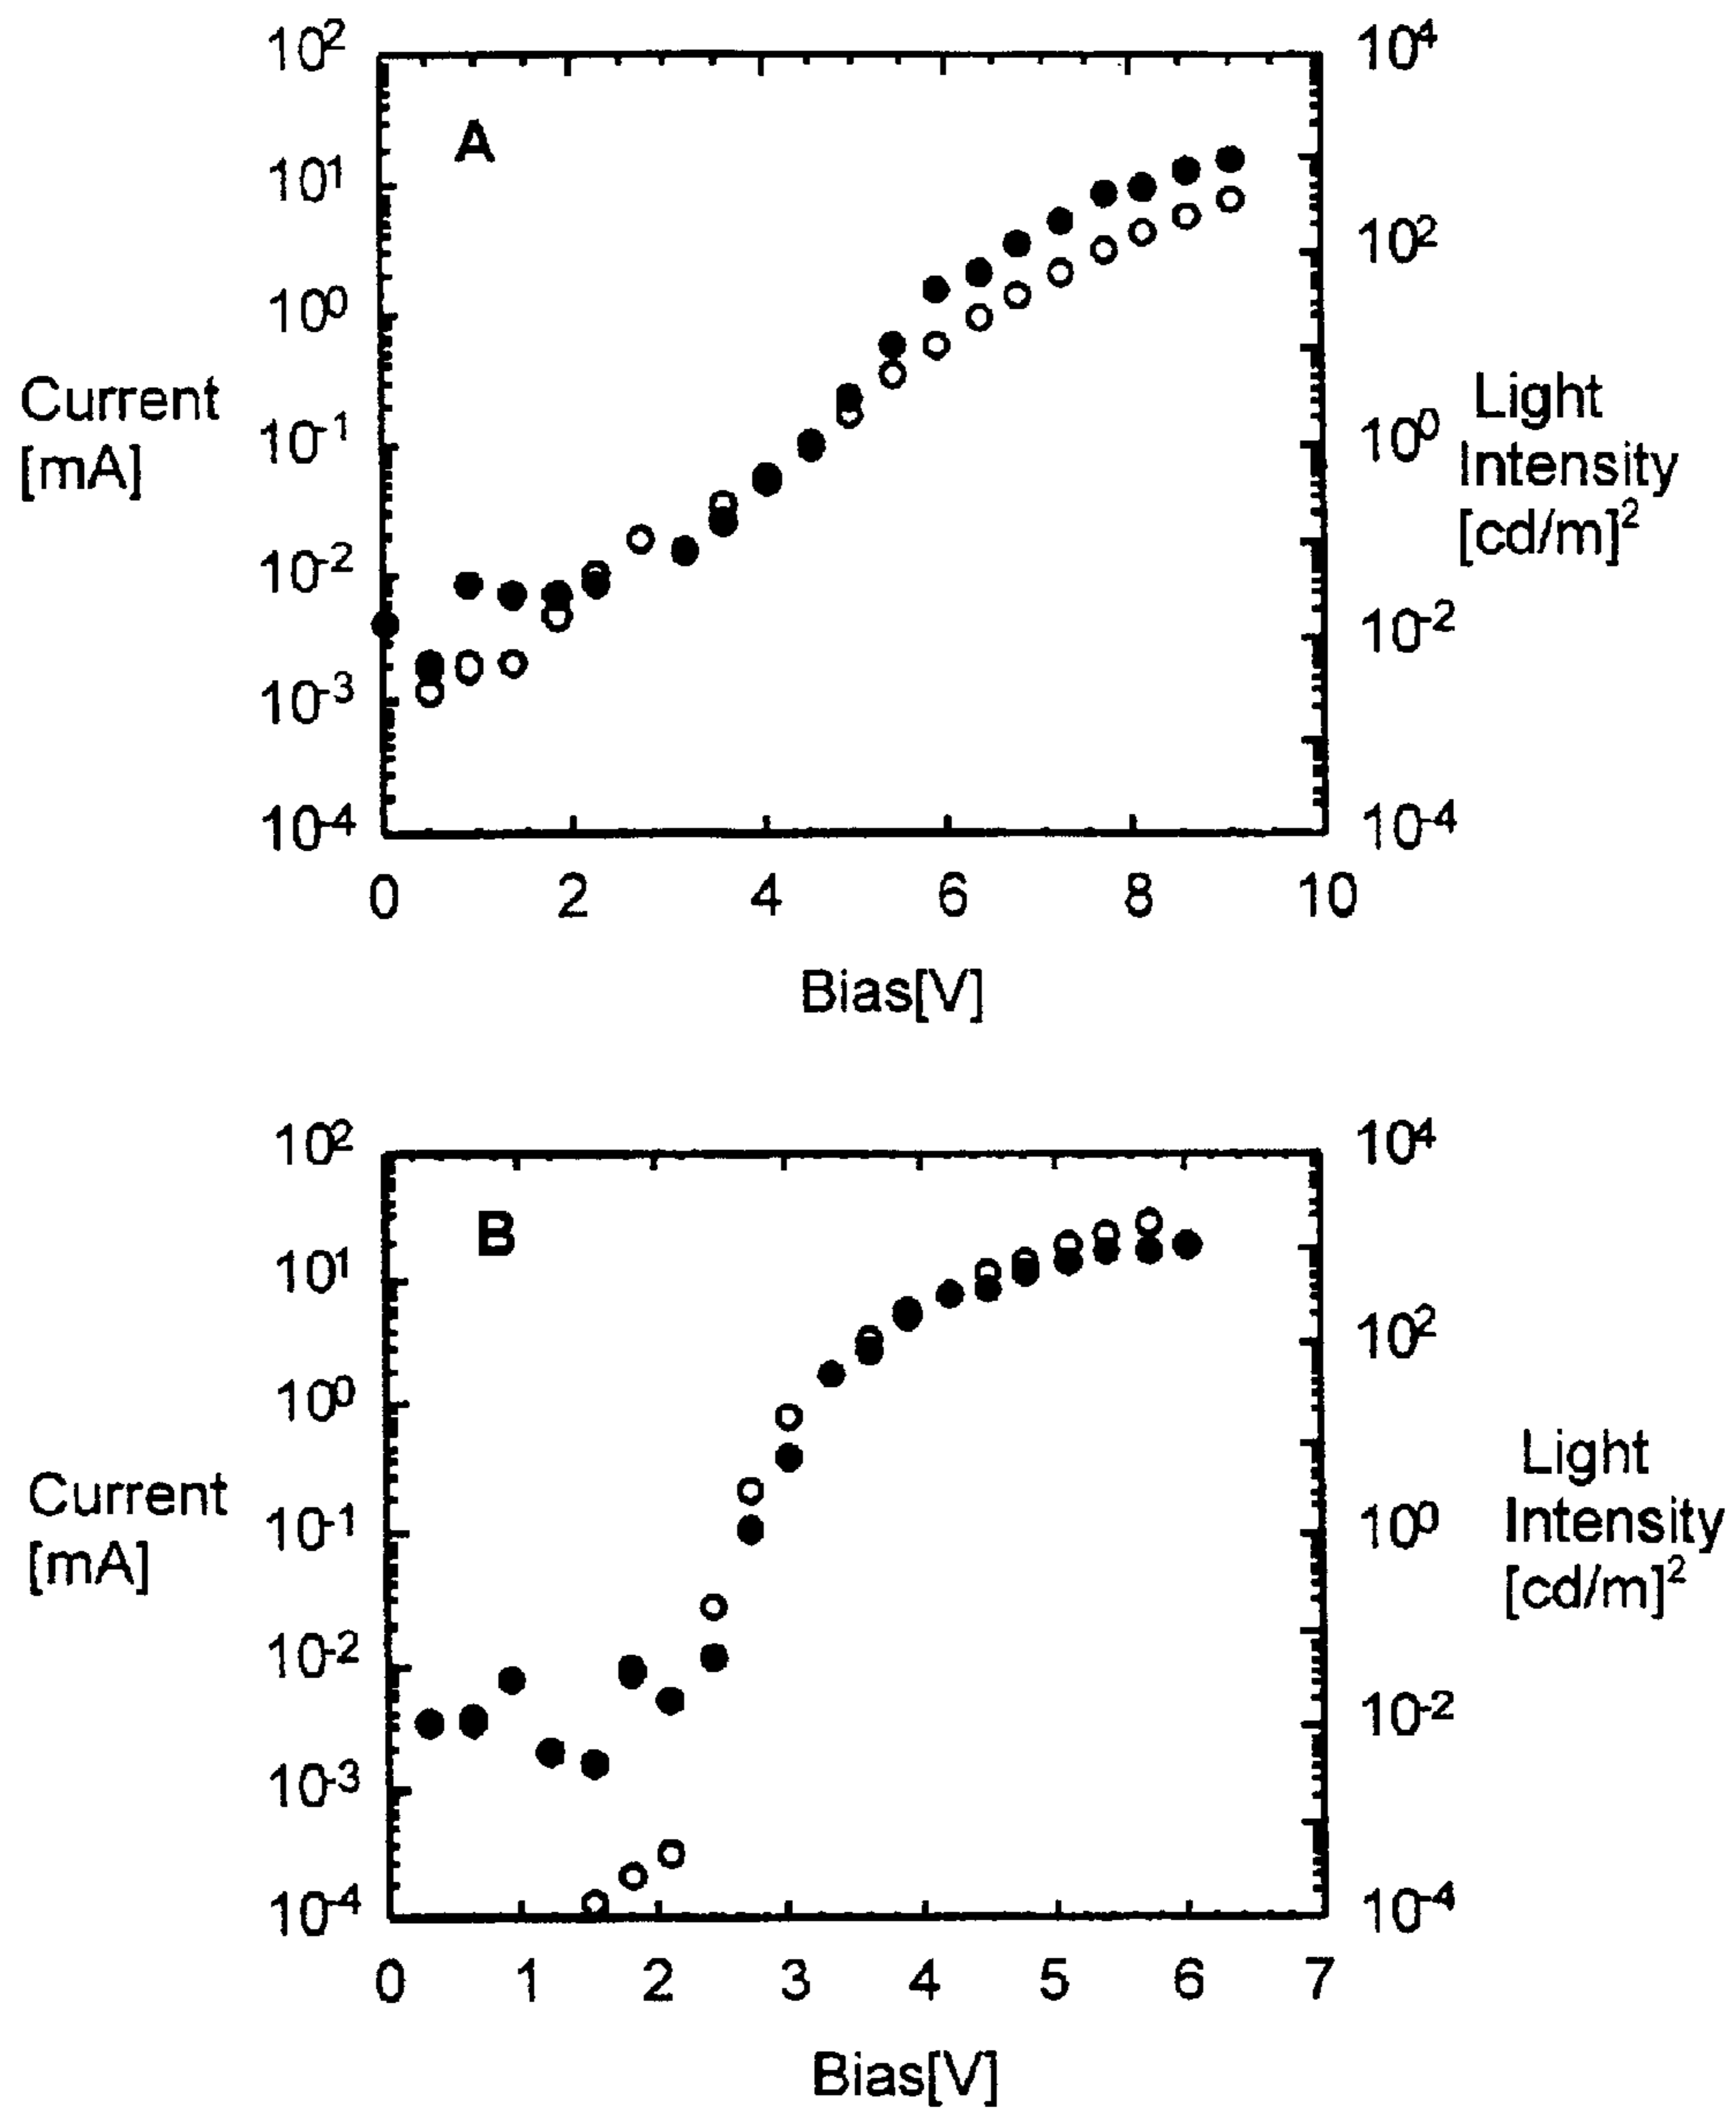 10² 10⁴
A
10¹
10²
10⁰
Current
[mA]
Light
Intensity
[cd/m]²
10⁻¹ 10⁰
10⁻²
10⁻²
10⁻³
10⁻⁴ 10⁻⁴
0 2 4 6 8 10
Bias[V]
10² 10⁴
B
10¹
10²
10⁰
Current
[mA]
Light
Intensity
[cd/m]²
10⁻¹ 10⁰
10⁻²
10⁻²
10⁻³
10⁻⁴ 10⁻⁴
0 1 2 3 4 5 6 7
Bias[V]